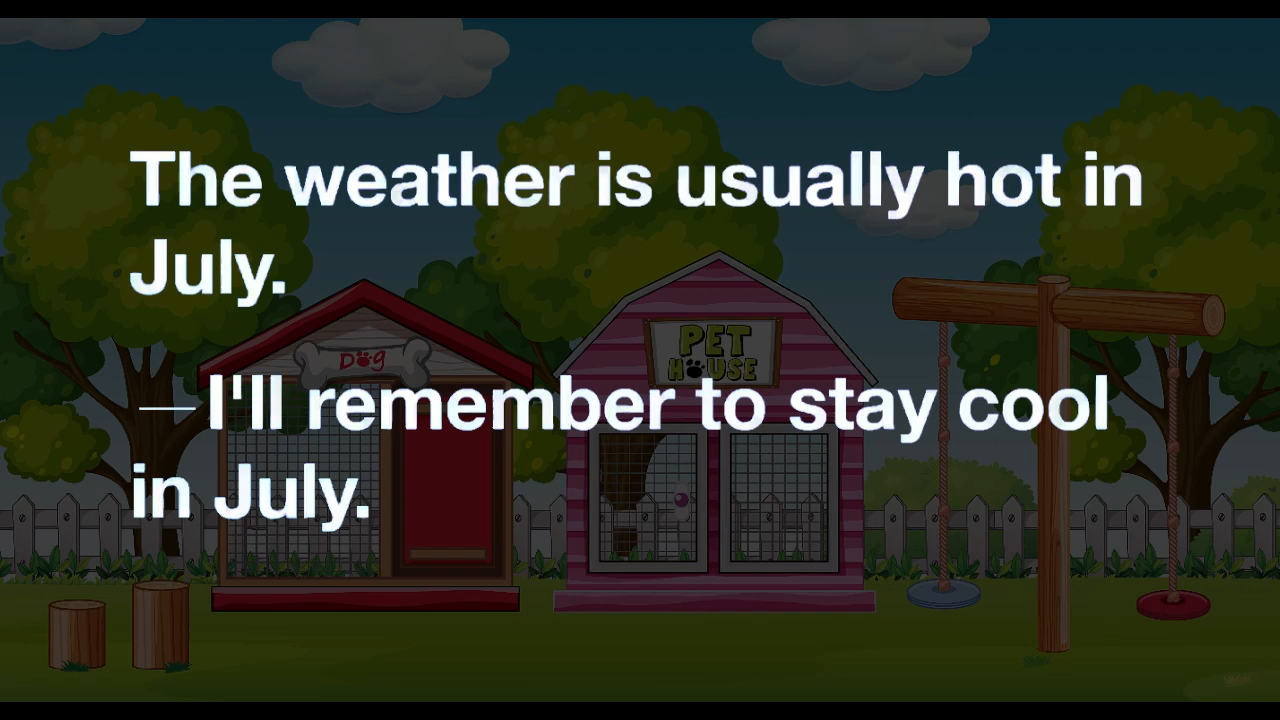 The weather is usually hot in
July.
—I'll remember to stay cool
in July.
Dog
PET
HOUSE